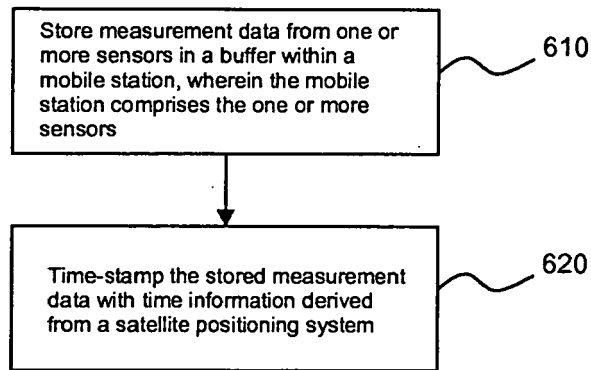 Store measurement data from one or
more sensors in a buffer within a
mobile station, wherein the mobile
station comprises the one or more
sensors
610
Time-stamp the stored measurement
data with time information derived
from a satellite positioning system
620